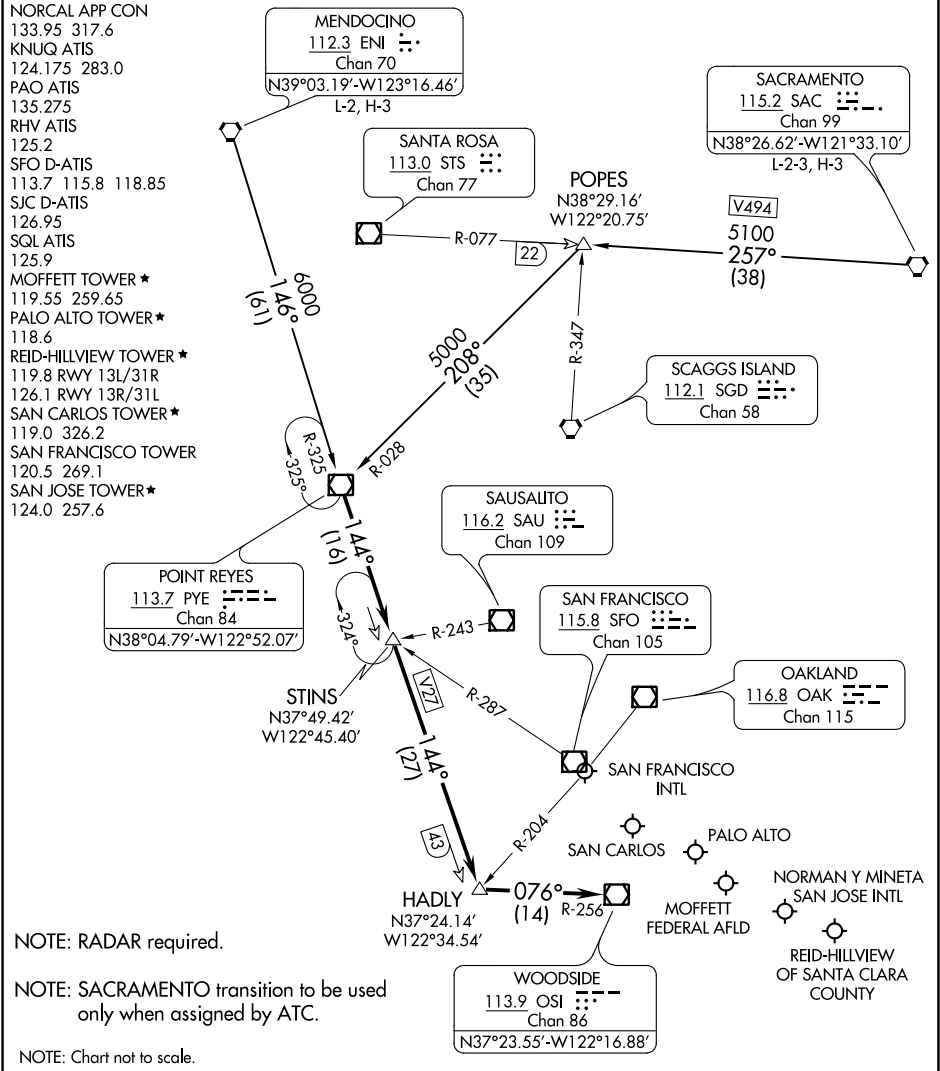 NORCAL APP CON
133.95 317.6
KNUQ ATIS
124.175 283.0
PAO ATIS
135.275
RHV ATIS
125.2
SFO D-ATIS
113.7 115.8 118.85
SJC D-ATIS
126.95
SQL ATIS
125.9
MOFFETT TOWER ★
119.55 259.65
PALO ALTO TOWER ★
118.6
REID-HILLVIEW TOWER ★
119.8 RWY 13L/31R
126.1 RWY 13R/31L
SAN CARLOS TOWER ★
119.0 326.2
SAN FRANCISCO TOWER
120.5 269.1
SAN JOSE TOWER ★
124.0 257.6
MENDOCINO
112.3 ENI
Chan 70
N39°03.19′-W123°16.46′
L-2, H-3
SANTA ROSA
113.0 STS
Chan 77
SACRAMENTO
115.2 SAC
Chan 99
N38°26.62′-W121°33.10′
L-2-3, H-3
POPES
N38°29.16′
W122°20.75′
V494
5100
257°
(38)
R-077
22
6000
146°
(61)
5000
208°
(35)
R-347
SCAGGS ISLAND
112.1 SGD
Chan 58
R-325
325°
R-028
144°
(16)
POINT REYES
113.7 PYE
Chan 84
N38°04.79′-W122°52.07′
SAUSALITO
116.2 SAU
Chan 109
R-243
324°
STINS
N37°49.42′
W122°45.40′
SAN FRANCISCO
115.8 SFO
Chan 105
OAKLAND
116.8 OAK
Chan 115
V27
R-287
144°
(27)
43
R-204
SAN FRANCISCO
INTL
SAN CARLOS
PALO ALTO
MOFFETT
FEDERAL AFLD
NORMAN Y MINETA
SAN JOSE INTL
REID-HILLVIEW
OF SANTA CLARA
COUNTY
HADLY
N37°24.14′
W122°34.54′
076°
(14)
R-256
WOODSIDE
113.9 OSI
Chan 86
N37°23.55′-W122°16.88′
NOTE: RADAR required.
NOTE: SACRAMENTO transition to be used
only when assigned by ATC.
NOTE: Chart not to scale.